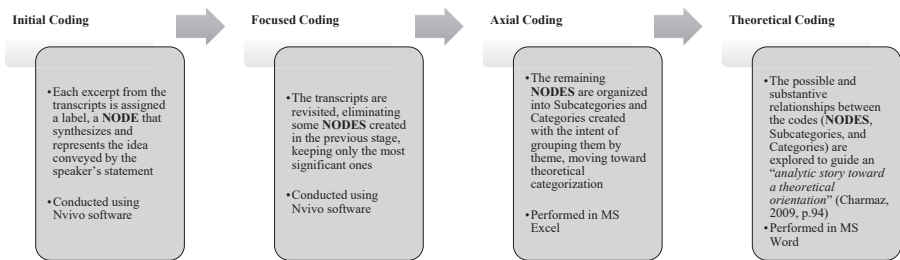 Initial Coding
•Each excerpt from the
transcripts is assigned
a label, a NODE that
synthesizes and
represents the idea
conveyed by the
speaker's statement
•Conducted using
Nvivo software
Focused Coding
•The transcripts are
revisited, eliminating
some NODES created
in the previous stage,
keeping only the most
significant ones
•Conducted using
Nvivo software
Axial Coding
•The remaining
NODES are organized
into Subcategories and
Categories created
with the intent of
grouping them by
theme, moving toward
theoretical
categorization
•Performed in MS
Excel
Theoretical Coding
•The possible and
substantive
relationships between
the codes (NODES,
Subcategories, and
Categories) are
explored to guide an
“analytic story toward
a theoretical
orientation” (Charmaz,
2009, p.94)
•Performed in MS
Word